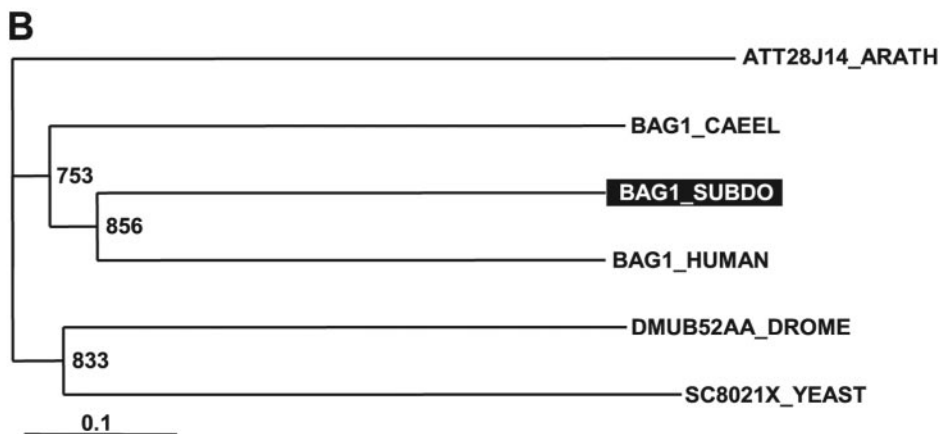 B
ATT28J14_ARATH
BAG1_CAEEL
753
BAG1_SUBDO
856
BAG1_HUMAN
DMUB52AA_DROME
833
SC8021X_YEAST
0.1